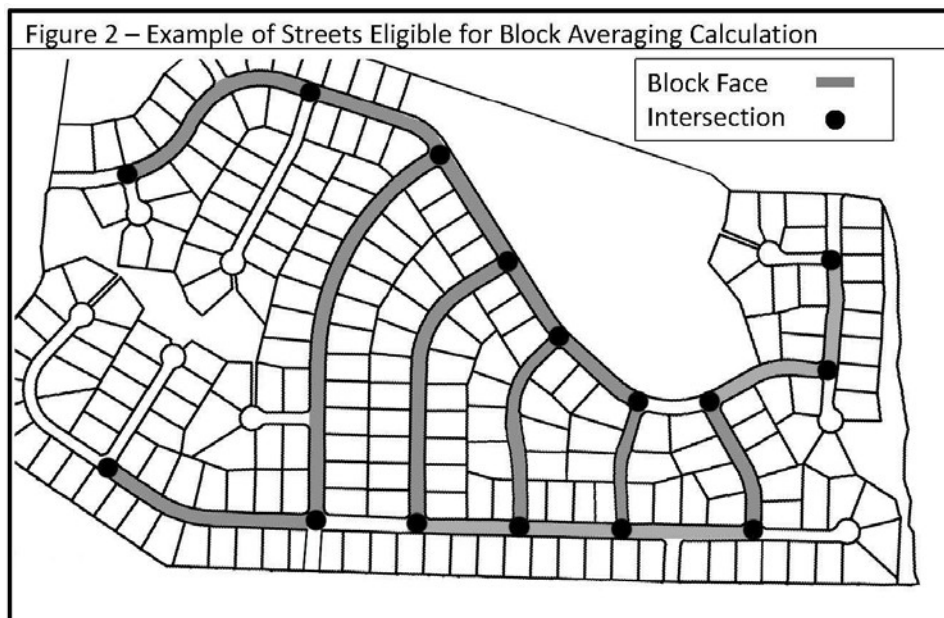 Figure 2 – Example of Streets Eligible for Block Averaging Calculation
Block Face
Intersection